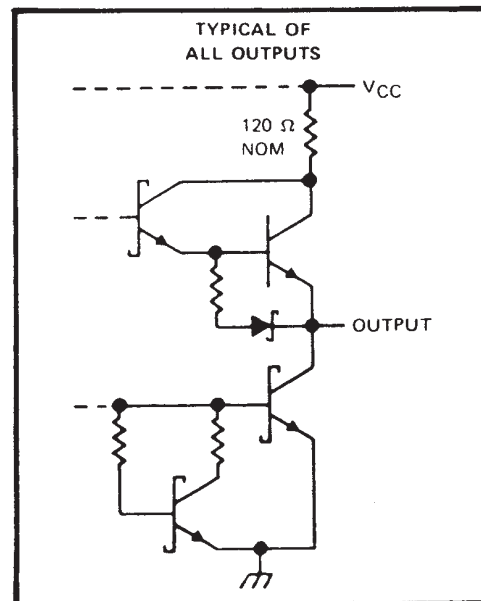 TYPICAL OF
ALL OUTPUTS
VCC
120 Ω
NOM
OUTPUT